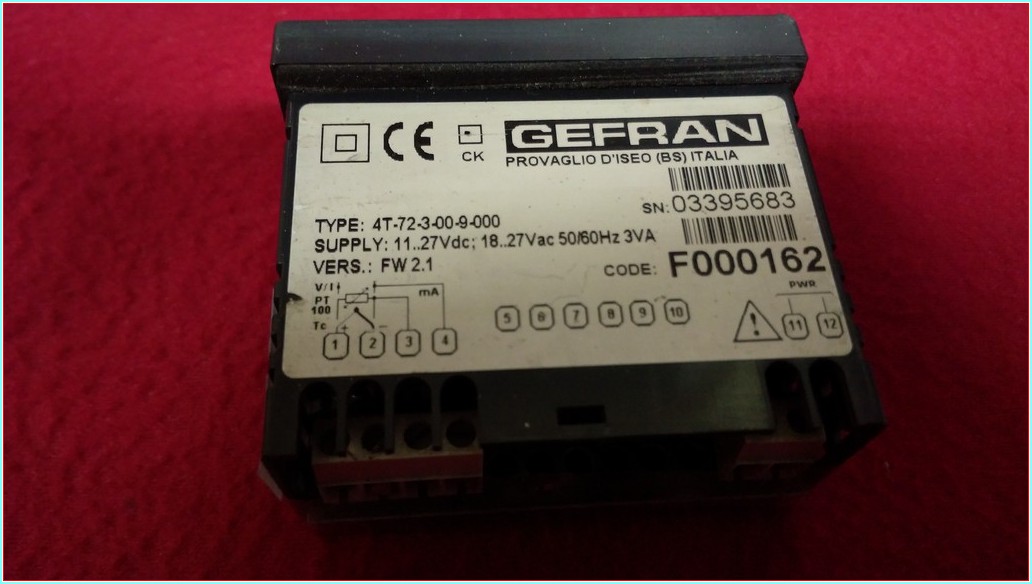 CE
CK
GEFRAN
PROVAGLIO D'ISEO (BS) ITALIA
SN: 03395683
TYPE: 4T-72-3-00-9-000
SUPPLY: 11..27Vdc; 18..27Vac 50/60Hz 3VA
VERS.: FW 2.1
CODE: F000162
V/I
mA
PT
100
Tc + -
1 2 3 4
5 6 7 8 9 10
PWR
11 12